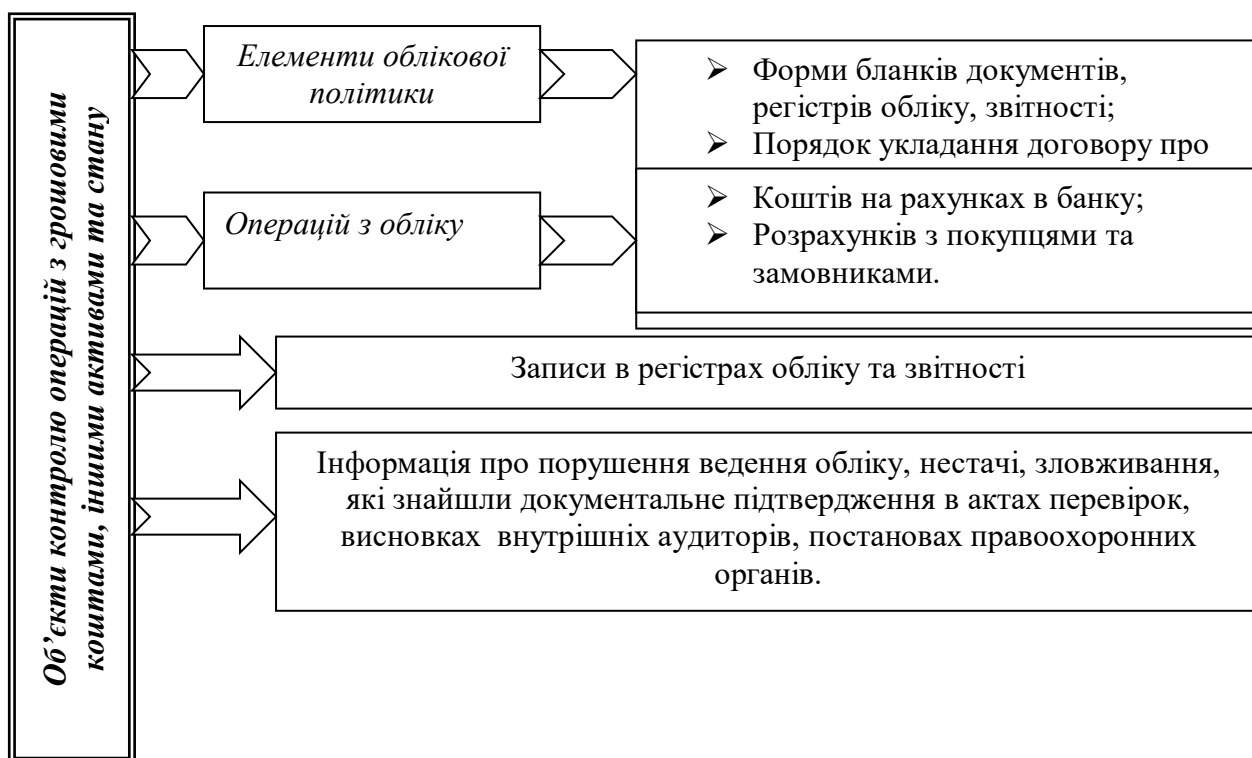 Об’єкти контролю операцій з грошовими
коштами, іншими активами та стану
Елементи облікової
політики
➢ Форми бланків документів,
регістрів обліку, звітності;
➢ Порядок укладання договору про
Операцій з обліку
➢ Коштів на рахунках в банку;
➢ Розрахунків з покупцями та
замовниками.
Записи в регістрах обліку та звітності
Інформація про порушення ведення обліку, нестачі, зловживання,
які знайшли документальне підтвердження в актах перевірок,
висновках внутрішніх аудиторів, постановах правоохоронних
органів.